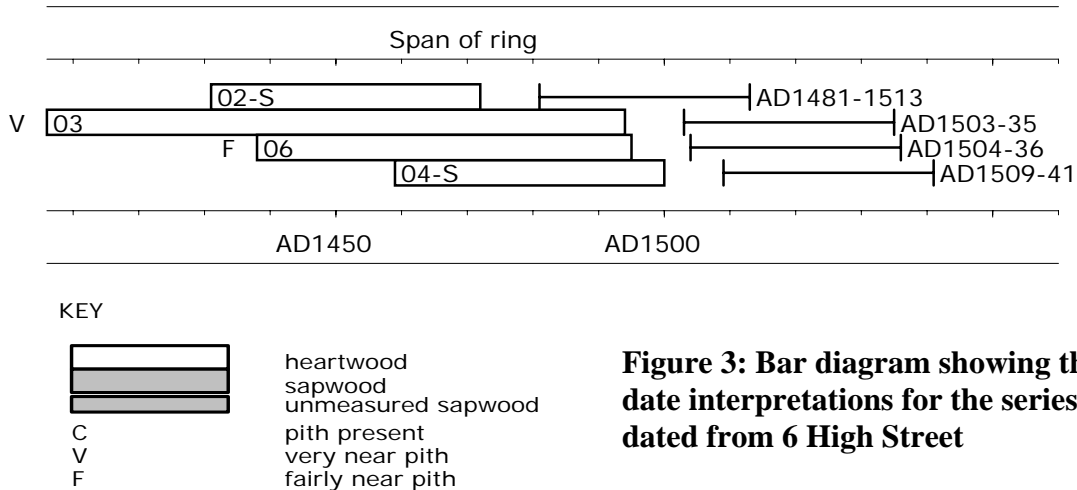 Span of ring
02-S AD1481-1513
V 03 AD1503-35
F 06 AD1504-36
04-S AD1509-41
AD1450 AD1500
KEY
heartwood
sapwood
unmeasured sapwood
C pith present
V very near pith
F fairly near pith
Figure 3: Bar diagram showing th
date interpretations for the series
dated from 6 High Street